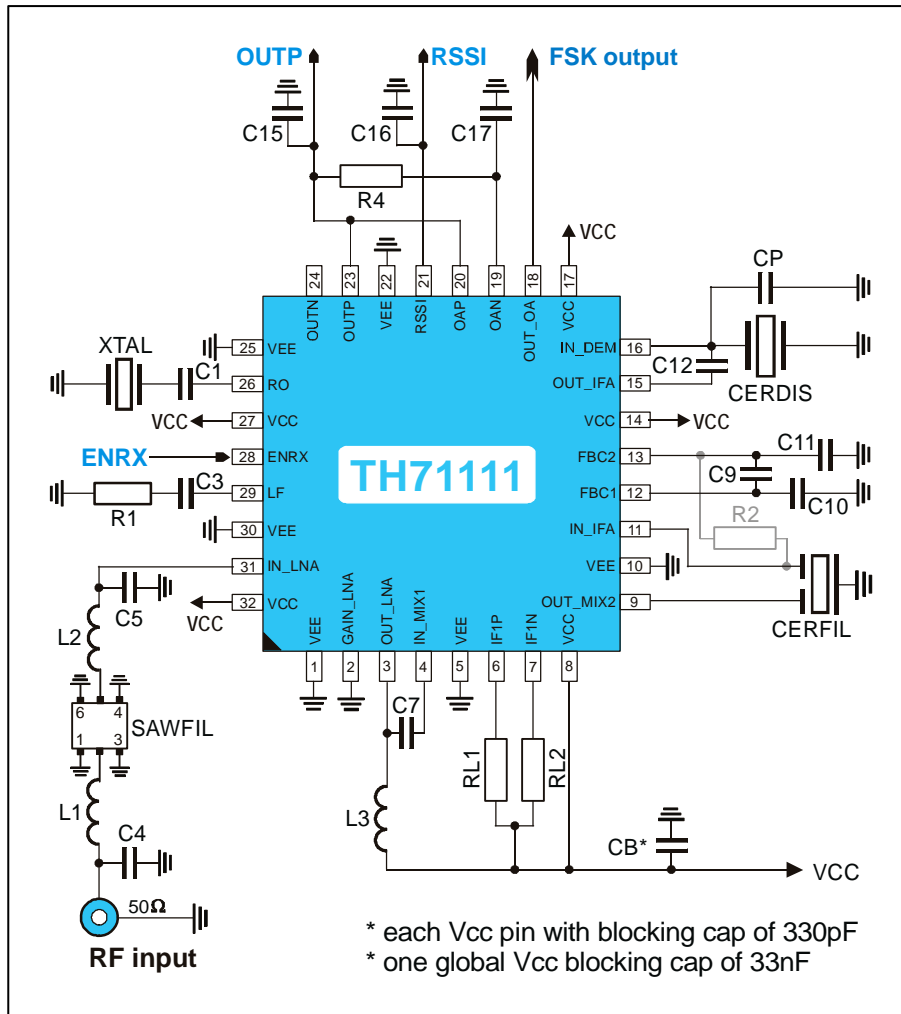 OUTP RSSI FSK output
C15 C16 C17
R4
VCC
24 23 22 21 20 19 18 17
OUTN OUTP VEE RSSI OAP OAN OUT_OA VCC
CP
XTAL
C1
25 VEE
26 RO
VCC 27 VCC
ENRX 28 ENRX
C3
R1
29 LF
30 VEE
31 IN_LNA
C5
VCC 32 VCC
TH71111
IN_DEM 16
C12
OUT_IFA 15
CERDIS
VCC 14 VCC
FBC2 13
C11
C9
FBC1 12
C10
IN_IFA 11
R2
VEE 10
OUT_MIX2 9
CERFIL
VEE GAIN_LNA OUT_LNA IN_MIX1 VEE IF1P IF1N VCC
1 2 3 4 5 6 7 8
L2
6 4
1 3
SAWFIL
L1
C4
50Ω
RF input
C7
L3
RL1 RL2
CB*
VCC
* each Vcc pin with blocking cap of 330pF
* one global Vcc blocking cap of 33nF